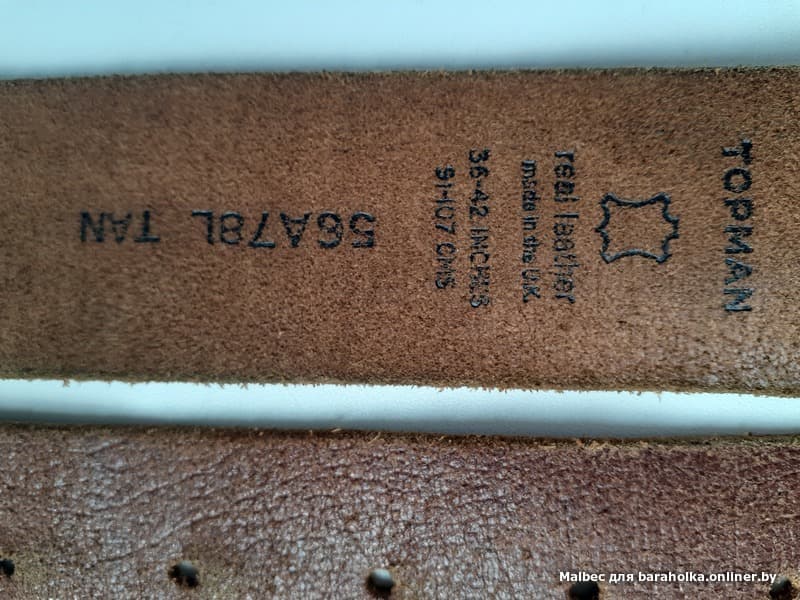 TOPMAN
real leather
made in the U.K.
36-42 INCHES
91-107 CMS
56A78L TAN
Malbec для baraholka.onliner.by